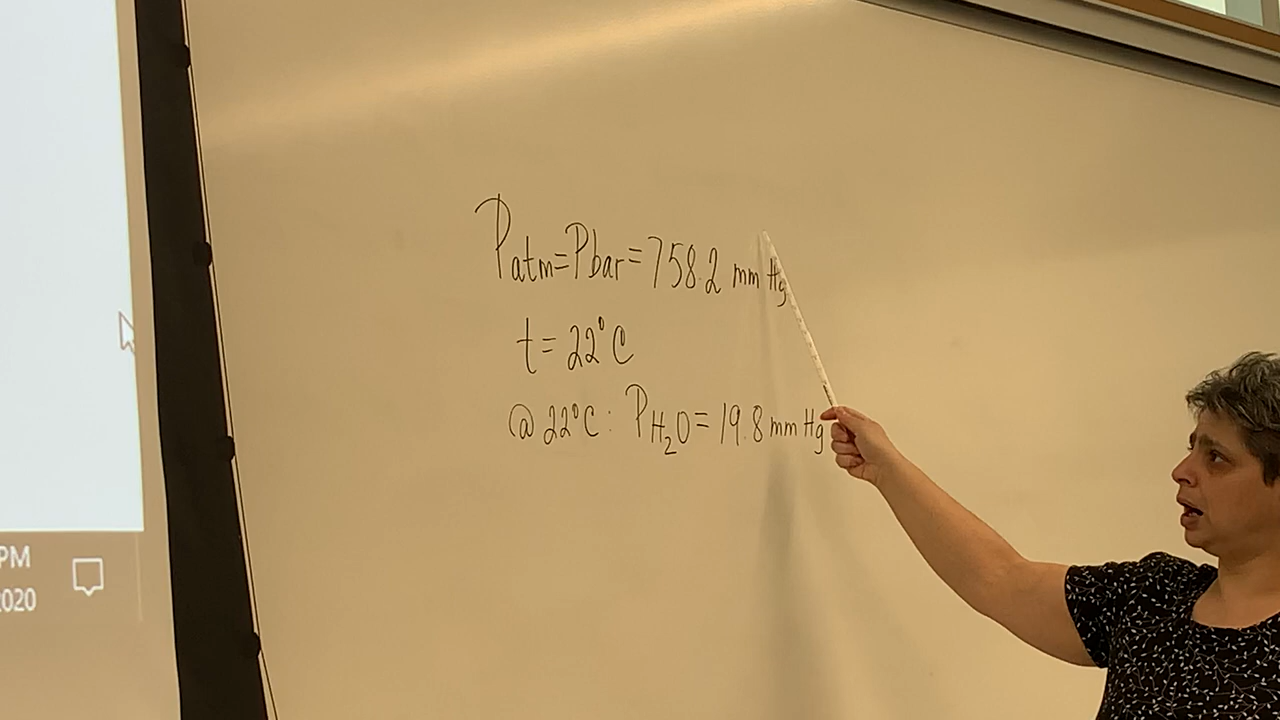 Patm=Pbar=758.2 mm Hg
t=22°C
@ 22°C: PH₂O=19.8 mm Hg
PM
2020